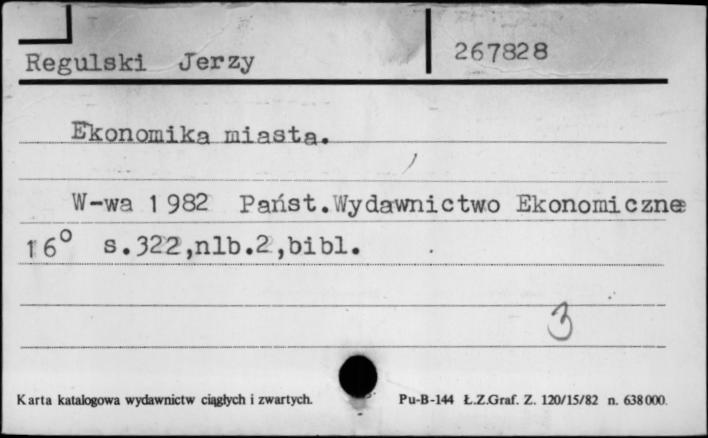 Regulski Jerzy 267828
Ekonomika miasta.
W-wa 1982 Państ.Wydawnictwo Ekonomiczne
16° s.322,nlb.2,bibl.
3
Karta katalogowa wydawnictw ciągłych i zwartych. Pu-B-144 Ł.Z.Graf. Z. 120/15/82 n. 638000.